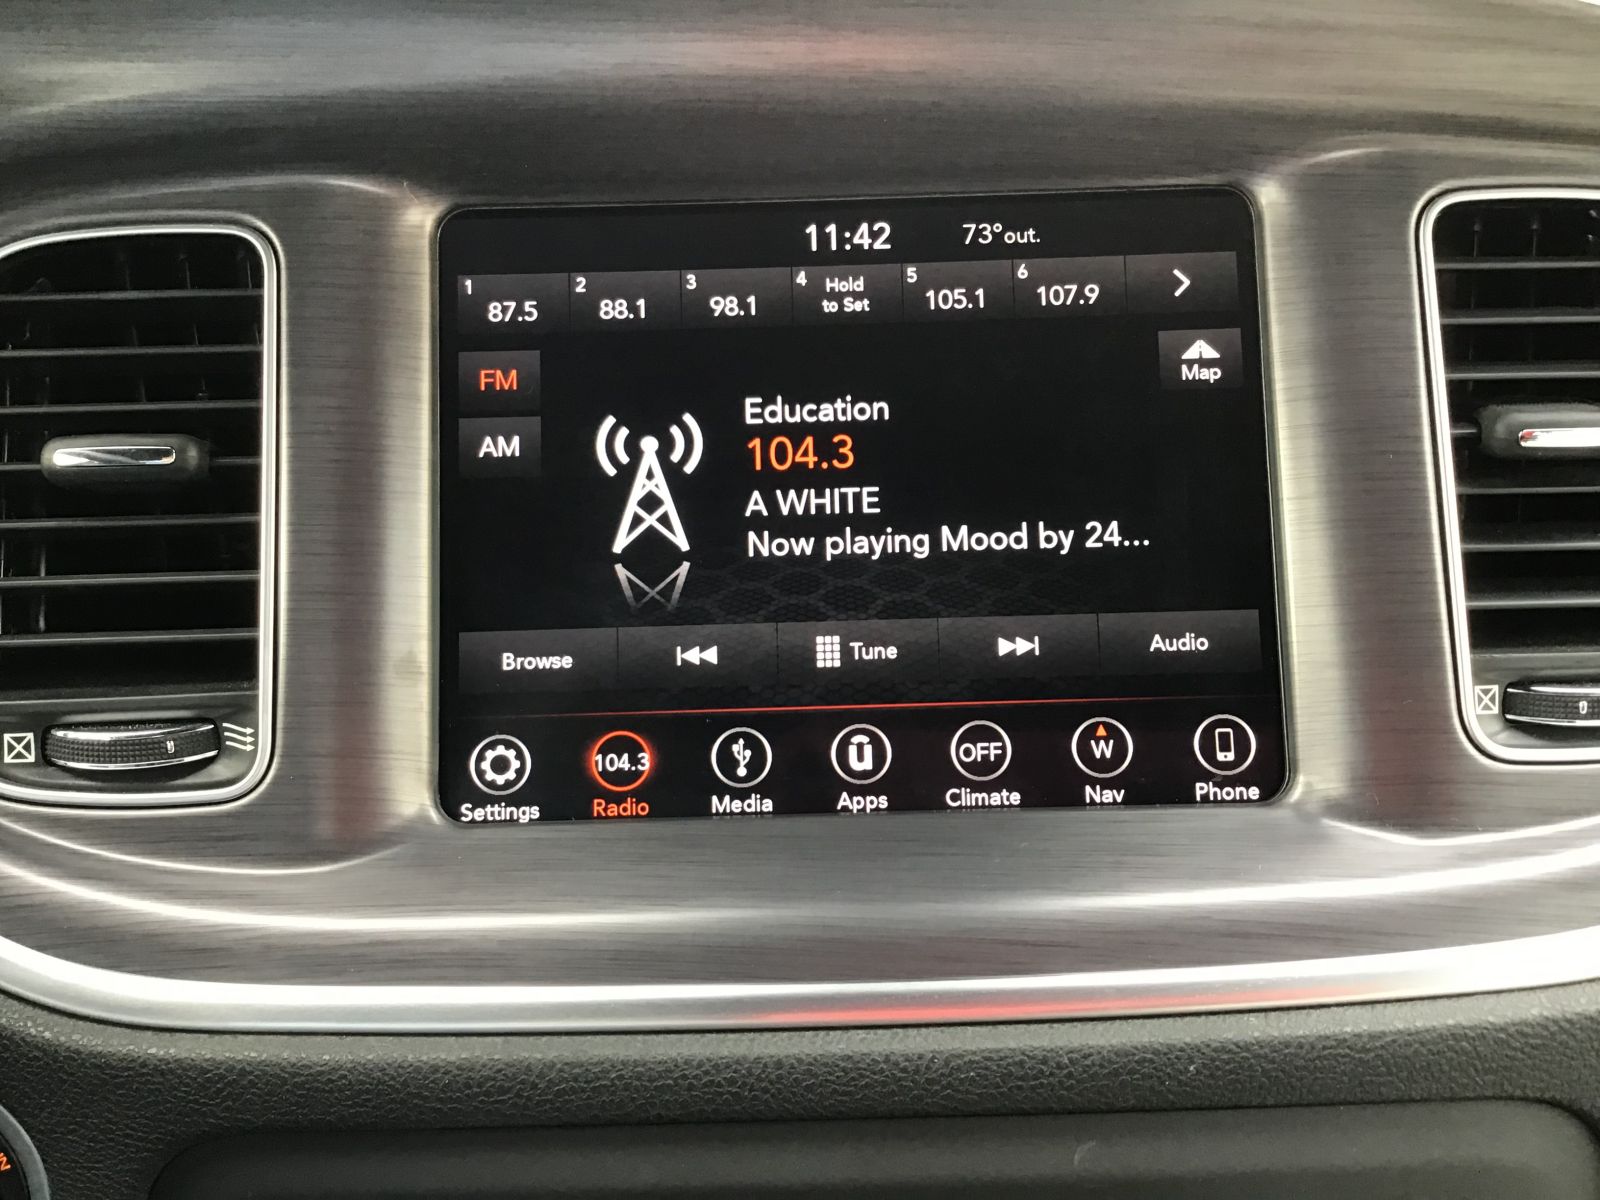 11:42 73°out.
1 87.5 2 88.1 3 98.1 4 Hold to Set 5 105.1 6 107.9
Map
FM
AM
Education
104.3
A WHITE
Now playing Mood by 24...
Browse Tune Audio
104.3 OFF W
Settings Radio Media Apps Climate Nav Phone